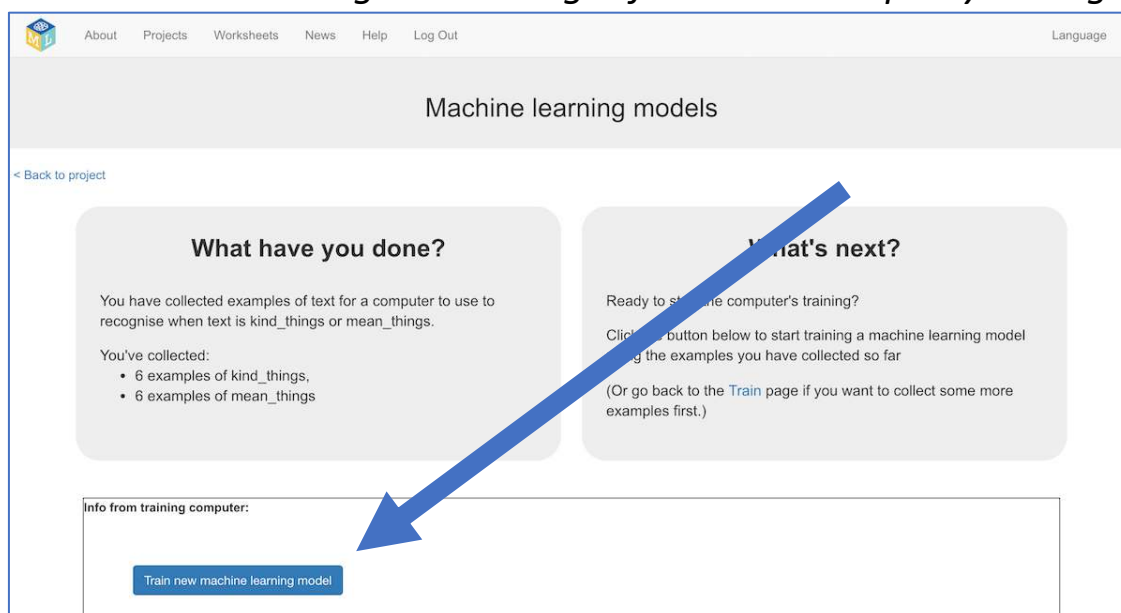 About Projects Worksheets News Help Log Out Language
Machine learning models
< Back to project
What have you done?
You have collected examples of text for a computer to use to
recognise when text is kind_things or mean_things.
You've collected:
• 6 examples of kind_things,
• 6 examples of mean_things
What's next?
Ready to the computer's training?
button below to start training a machine learning model
the examples you have collected so far
(Or go back to the Train page if you want to collect some more
examples first.)
Info from training computer:
Train new machine learning model